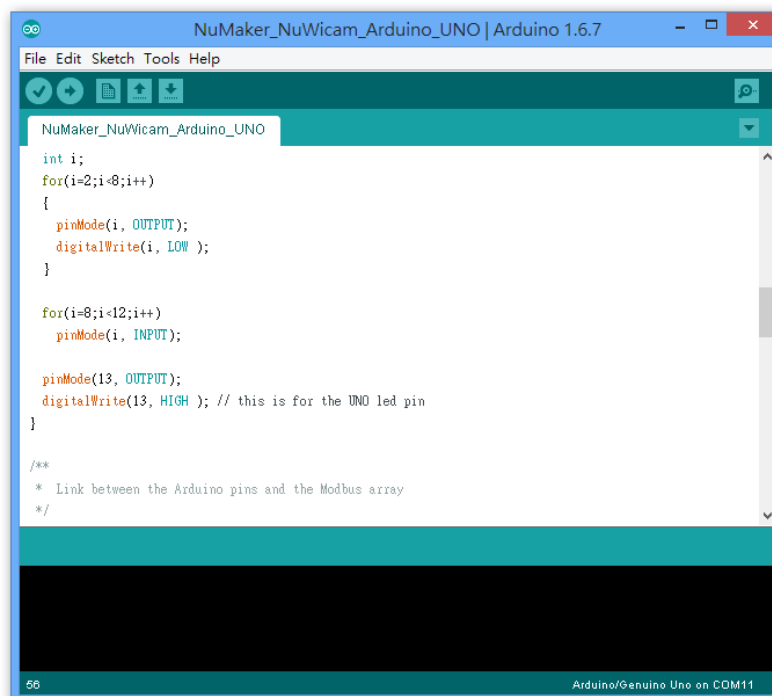 NuMaker_NuWicam_Arduino_UNO | Arduino 1.6.7
File Edit Sketch Tools Help
NuMaker_NuWicam_Arduino_UNO
int i;
for(i=2;i<8;i++)
{
pinMode(i, OUTPUT);
digitalWrite(i, LOW );
}
for(i=8;i<12;i++)
pinMode(i, INPUT);
pinMode(13, OUTPUT);
digitalWrite(13, HIGH ); // this is for the UNO led pin
}
/**
* Link between the Arduino pins and the Modbus array
*/
56
Arduino/Genuino Uno on COM11